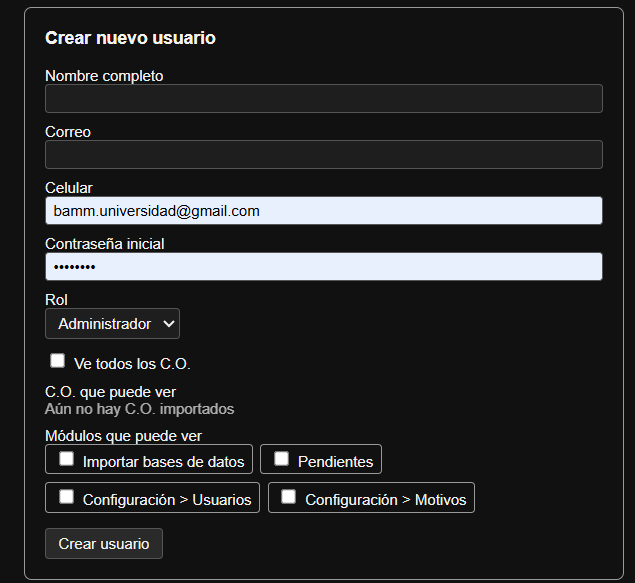 Crear nuevo usuario
Nombre completo
Correo
Celular
bamm.universidad@gmail.com
Contraseña inicial
••••••••
Rol
Administrador
Ve todos los C.O.
C.O. que puede ver
Aún no hay C.O. importados
Módulos que puede ver
Importar bases de datos Pendientes
Configuración > Usuarios Configuración > Motivos
Crear usuario